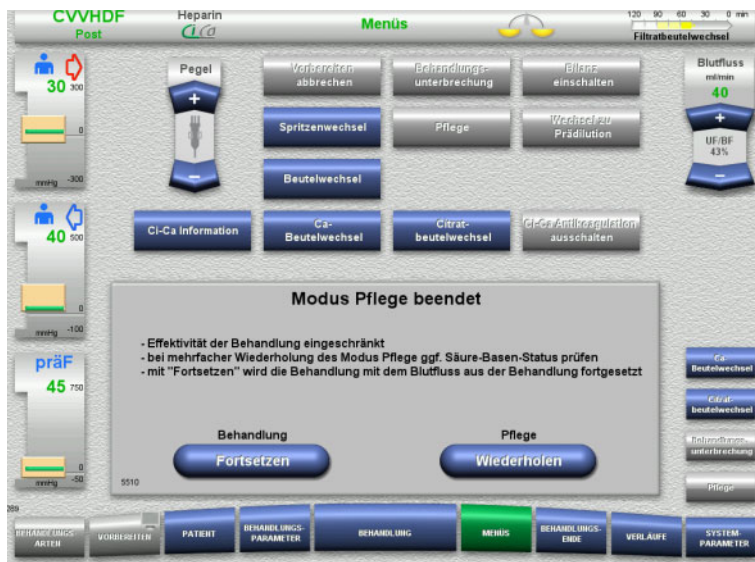 CVVHDF
Post
Heparin
Ci Ca
Menüs
120 90 60 30 0 min
Filtratbeutelwechsel
30 300
0
mmHg -300
Pegel
+
−
Vorbereiten
abbrechen
Behandlungs-
unterbrechung
Bilanz
einschalten
Spritzenwechsel
Pflege
Wechsel zu
Prädilution
Beutelwechsel
Blutfluss
ml/min
40
+
UF/BF
43%
−
40 500
0
mmHg -100
Ci-Ca Information
Ca-
Beutelwechsel
Citrat-
beutelwechsel
Ci-Ca Antikoagulation
ausschalten
Modus Pflege beendet
- Effektivität der Behandlung eingeschränkt
- bei mehrfacher Wiederholung des Modus Pflege ggf. Säure-Basen-Status prüfen
- mit "Fortsetzen" wird die Behandlung mit dem Blutfluss aus der Behandlung fortgesetzt
Behandlung
Fortsetzen
Pflege
Wiederholen
5510
präF
45 750
0
mmHg -50
Ca-
Beutelwechsel
Citrat-
beutelwechsel
Behandlungs-
unterbrechung
Pflege
089
BEHANDLUNGS-
ARTEN
VORBEREITEN
PATIENT
BEHANDLUNGS-
PARAMETER
BEHANDLUNG
MENÜS
BEHANDLUNGS-
ENDE
VERLÄUFE
SYSTEM-
PARAMETER